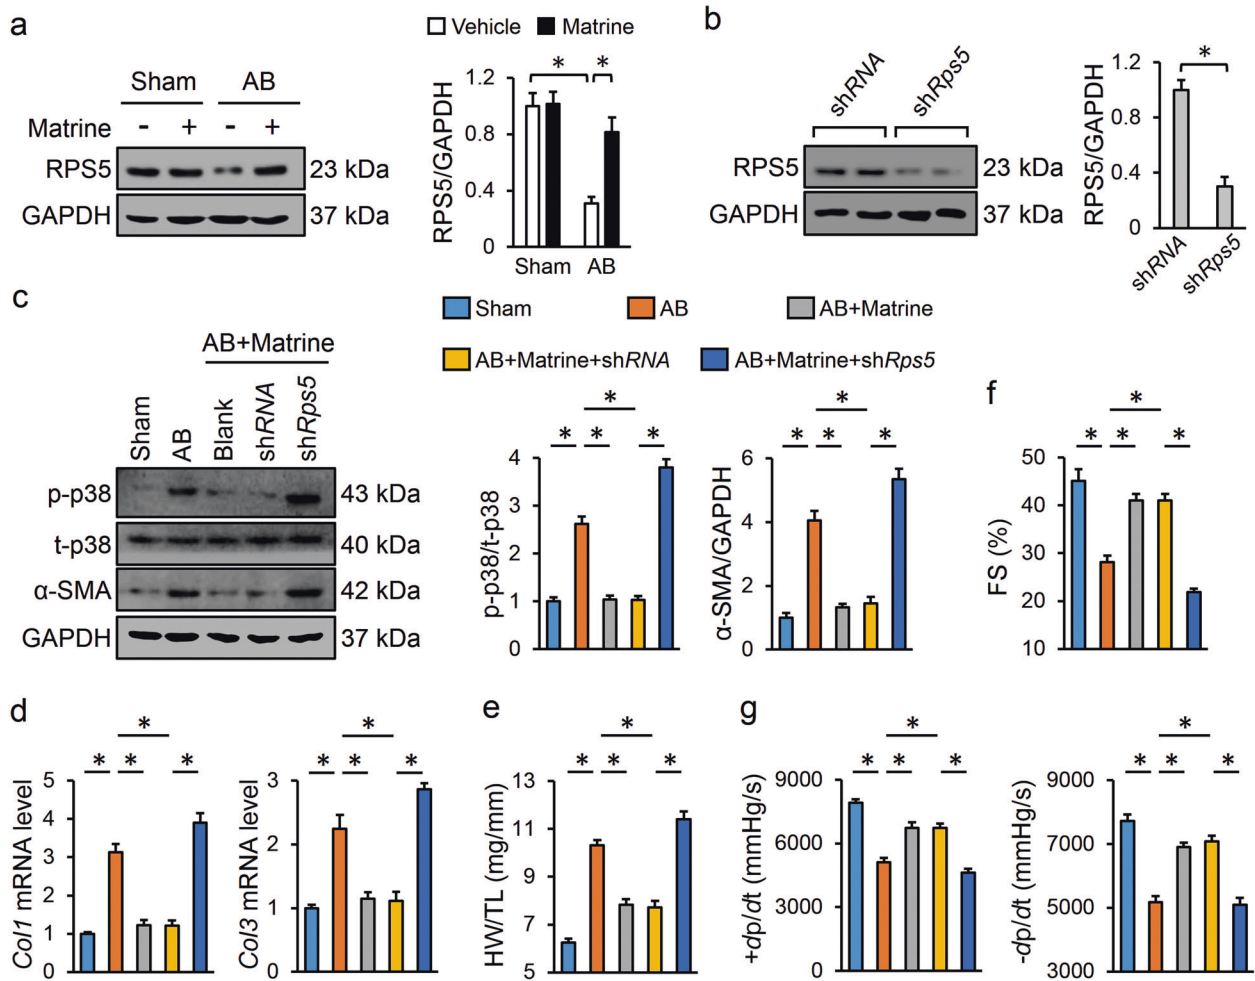 a
Vehicle Matrine
Sham AB
Matrine - + - +
RPS5 23 kDa
GAPDH 37 kDa
*
*
RPS5/GAPDH
1.2
0.8
0.4
0
Sham AB
b
shRNA shRps5
RPS5 23 kDa
GAPDH 37 kDa
*
RPS5/GAPDH
1.2
0.8
0.4
0
shRNA shRps5
c
Sham AB AB+Matrine
AB+Matrine+shRNA AB+Matrine+shRps5
AB+Matrine
Sham AB Blank shRNA shRps5
p-p38 43 kDa
t-p38 40 kDa
α-SMA 42 kDa
GAPDH 37 kDa
*
* * *
p-p38/t-p38
4
3
2
1
0
*
* * *
α-SMA/GAPDH
6
4
2
0
f
*
* * *
FS (%)
50
40
30
20
10
d
*
* * *
Col1 mRNA level
5
4
3
2
1
0
*
* * *
Col3 mRNA level
3
2
1
0
e
*
* * *
HW/TL (mg/mm)
13
11
9
7
5
g
*
* * *
+dp/dt (mmHg/s)
9000
6000
3000
0
*
* * *
-dp/dt (mmHg/s)
9000
7000
5000
3000